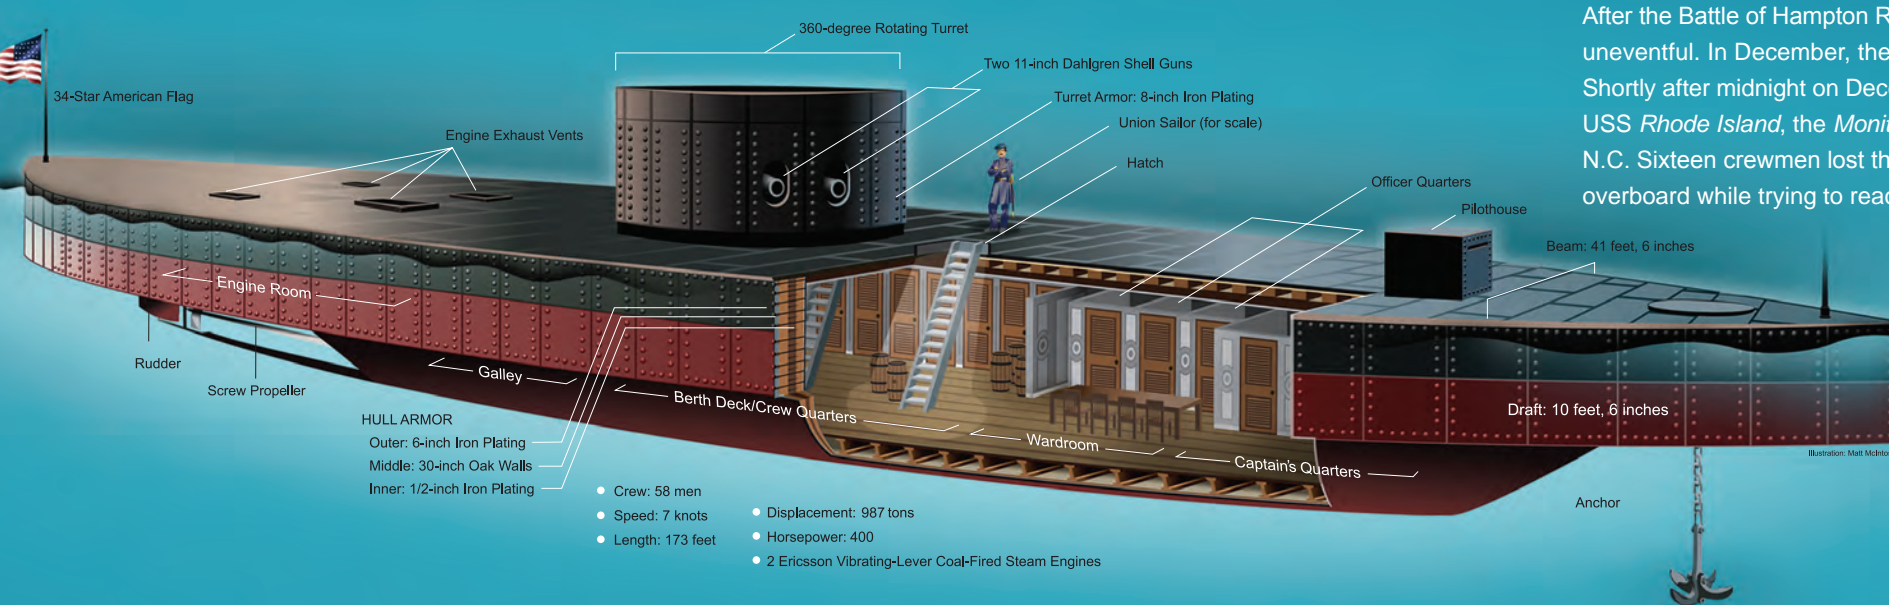 After the Battle of Hampton
uneventful. In December, the
Shortly after midnight on
USS Rhode Island, the
N.C. Sixteen crewmen lost
overboard while trying to
360-degree Rotating Turret
Two 11-inch Dahlgren Shell Guns
34-Star American Flag
Turret Armor: 8-inch Iron Plating
Engine Exhaust Vents
Union Sailor (for scale)
Hatch
Officer Quarters
Pilothouse
Beam: 41 feet, 6 inches
Engine Room
Rudder
Screw Propeller
Galley
Berth Deck/Crew Quarters
Wardroom
Captain's Quarters
Draft: 10 feet, 6 inches
Illustration: Matt
Anchor
HULL ARMOR
Outer: 6-inch Iron Plating
Middle: 30-inch Oak Walls
Inner: 1/2-inch Iron Plating
Crew: 58 men
Speed: 7 knots
Length: 173 feet
Displacement: 987 tons
Horsepower: 400
2 Ericsson Vibrating-Lever Coal-Fired Steam Engines